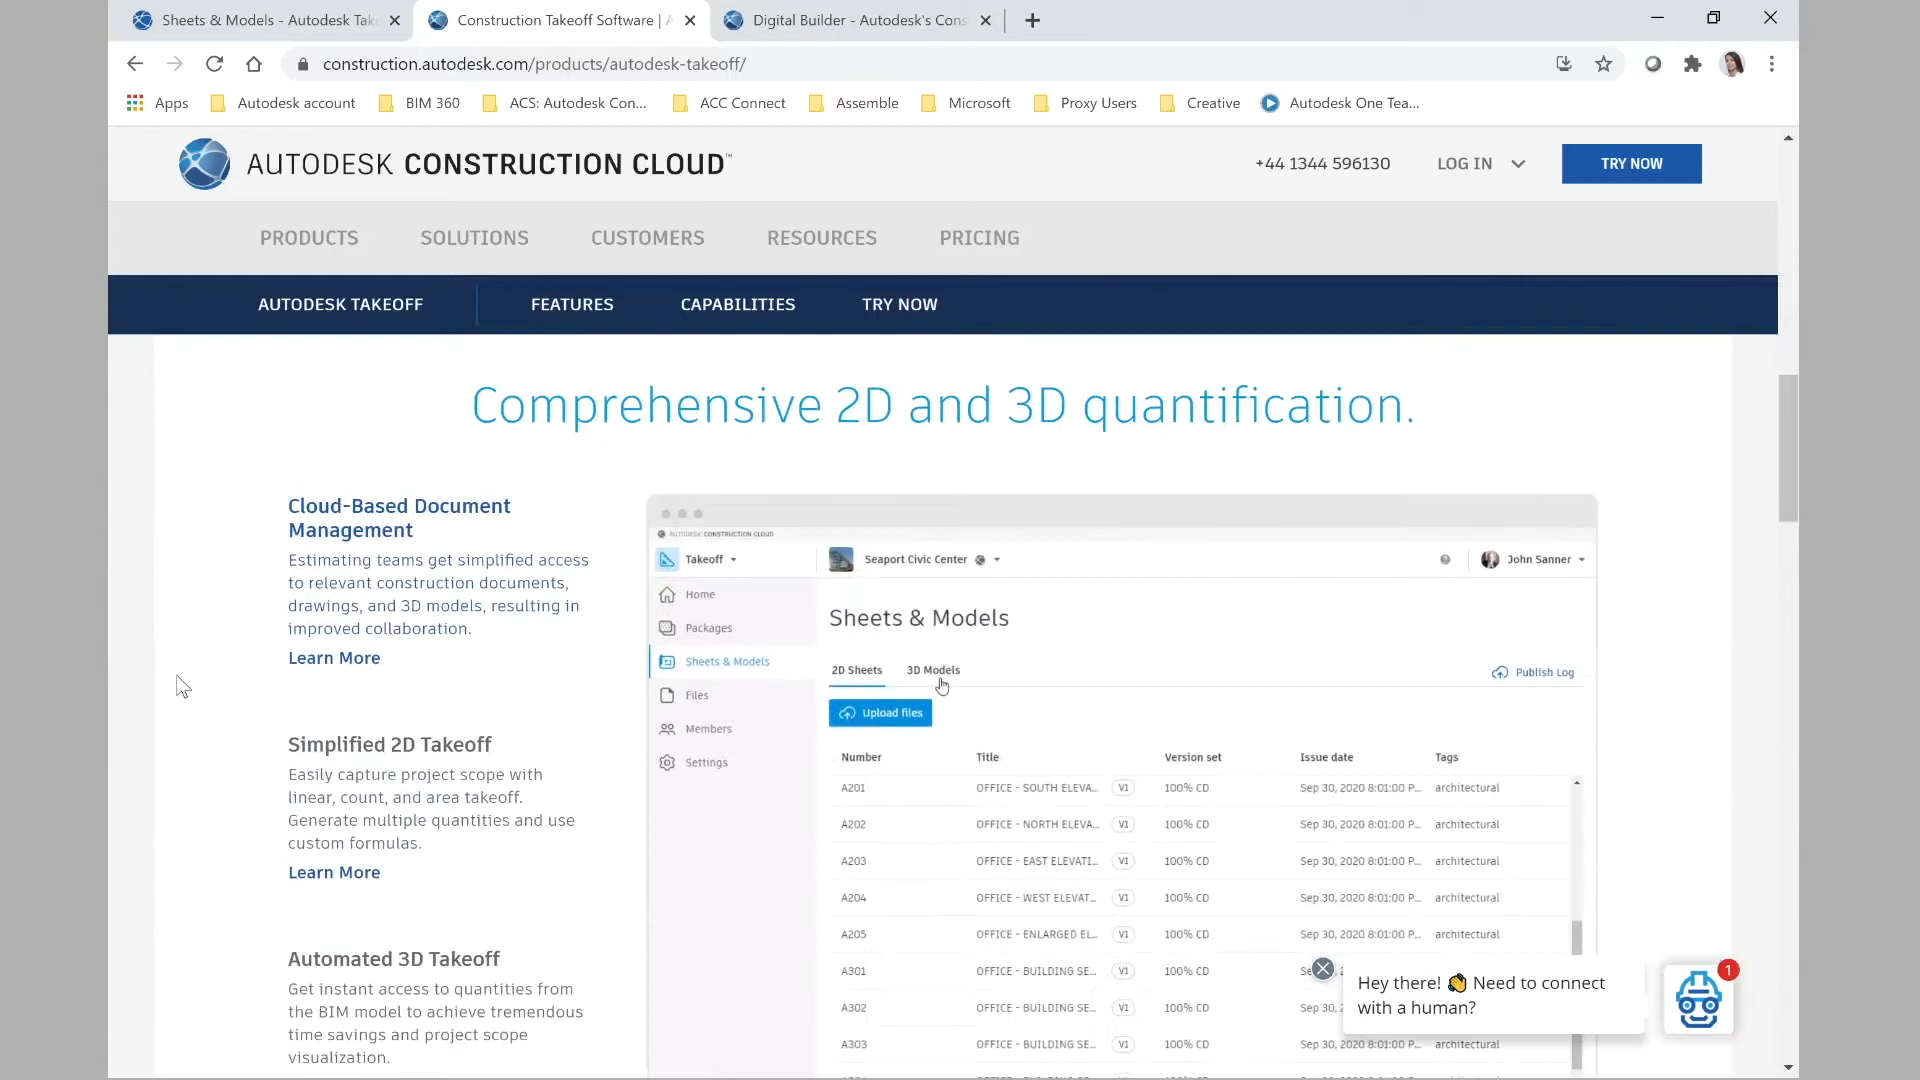 Sheets & Models - Autodesk Tak
Construction Takeoff Software | A
Digital Builder - Autodesk's Cons
construction.autodesk.com/products/autodesk-takeoff/
Apps
Autodesk account
BIM 360
ACS: Autodesk Con...
ACC Connect
Assemble
Microsoft
Proxy Users
Creative
Autodesk One Tea...
AUTODESK CONSTRUCTION CLOUD™
+44 1344 596130
LOG IN
TRY NOW
PRODUCTS
SOLUTIONS
CUSTOMERS
RESOURCES
PRICING
AUTODESK TAKEOFF
FEATURES
CAPABILITIES
TRY NOW
Comprehensive 2D and 3D quantification.
Cloud-Based Document
Management
Estimating teams get simplified access
to relevant construction documents,
drawings, and 3D models, resulting in
improved collaboration.
Learn More
Simplified 2D Takeoff
Easily capture project scope with
linear, count, and area takeoff.
Generate multiple quantities and use
custom formulas.
Learn More
Automated 3D Takeoff
Get instant access to quantities from
the BIM model to achieve tremendous
time savings and project scope
visualization.
AUTODESK CONSTRUCTION CLOUD
Takeoff
Seaport Civic Center
John Sanner
Home
Packages
Sheets & Models
Files
Members
Settings
Sheets & Models
2D Sheets
3D Models
Publish Log
Upload files
Number Title Version set Issue date Tags
A201 OFFICE - SOUTH ELEVA... V1 100% CD Sep 30, 2020 8:01:00 P... architectural
A202 OFFICE - NORTH ELEVA... V1 100% CD Sep 30, 2020 8:01:00 P... architectural
A203 OFFICE - EAST ELEVATI... V1 100% CD Sep 30, 2020 8:01:00 P... architectural
A204 OFFICE - WEST ELEVAT... V1 100% CD Sep 30, 2020 8:01:00 P... architectural
A205 OFFICE - ENLARGED EL... V1 100% CD Sep 30, 2020 8:01:00 P... architectural
A301 OFFICE - BUILDING SE... V1 100% CD
A302 OFFICE - BUILDING SE... V1 100% CD Sep 30,
A303 OFFICE - BUILDING SE... V1 100% CD Sep 30, 2020 8:01:00 P... architectural
Hey there! 👋 Need to connect
with a human?
1